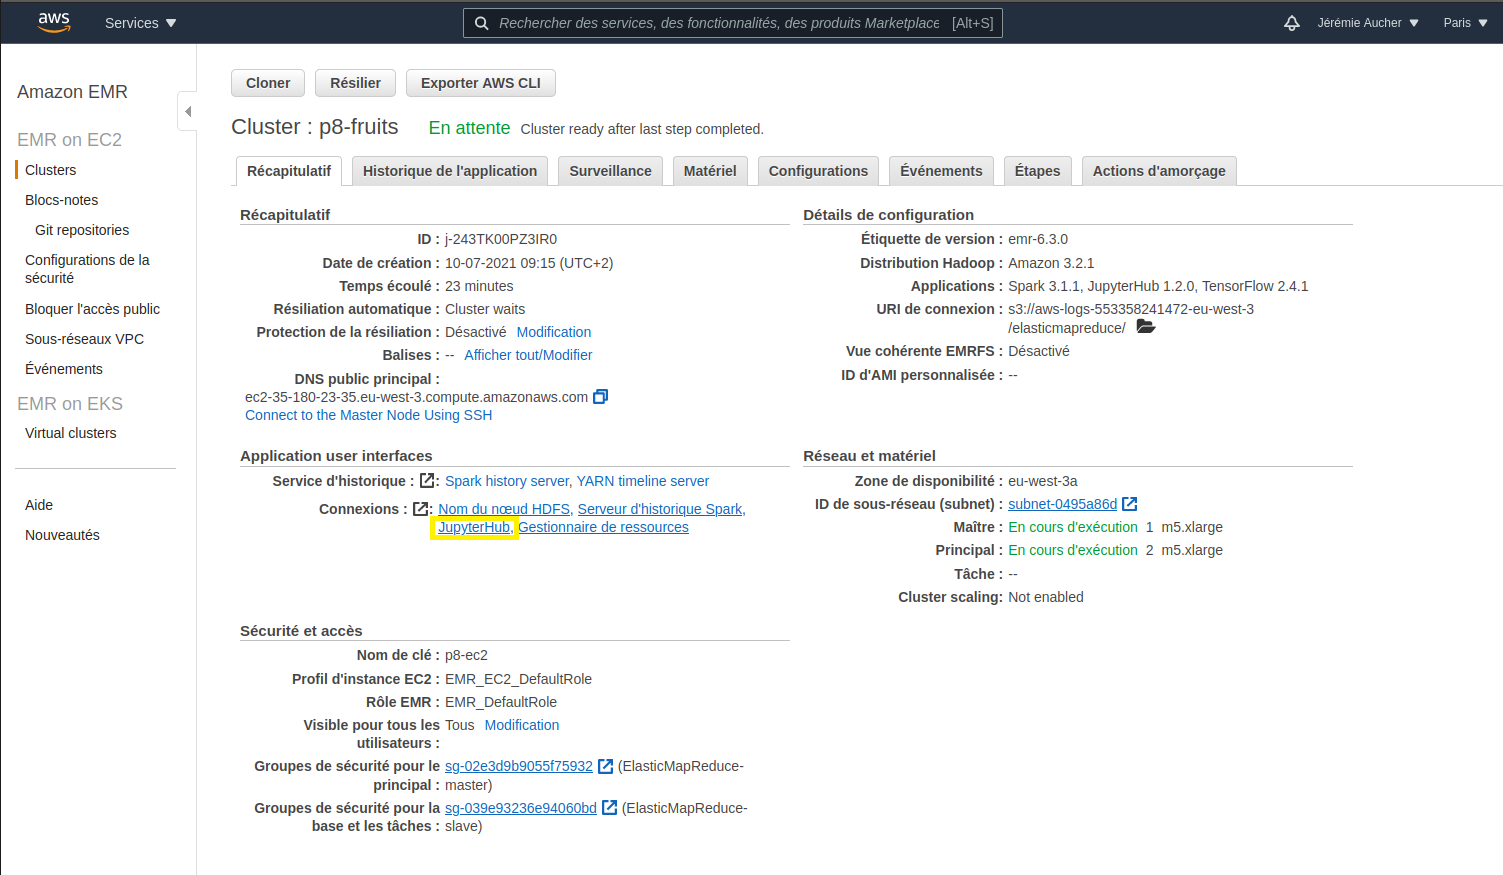 aws
Services
Rechercher des services, des fonctionnalités, des produits Marketplace [Alt+S]
Jérémie Aucher
Paris
Amazon EMR
EMR on EC2
Clusters
Blocs-notes
Git repositories
Configurations de la
sécurité
Bloquer l'accès public
Sous-réseaux VPC
Événements
EMR on EKS
Virtual clusters
Aide
Nouveautés
Cloner Résilier Exporter AWS CLI
Cluster : p8-fruits En attente Cluster ready after last step completed.
Récapitulatif Historique de l'application Surveillance Matériel Configurations Événements Étapes Actions d'amorçage
Récapitulatif
ID : j-243TK00PZ3IR0
Date de création : 10-07-2021 09:15 (UTC+2)
Temps écoulé : 23 minutes
Résiliation automatique : Cluster waits
Protection de la résiliation : Désactivé Modification
Balises : -- Afficher tout/Modifier
DNS public principal :
ec2-35-180-23-35.eu-west-3.compute.amazonaws.com
Connect to the Master Node Using SSH
Détails de configuration
Étiquette de version : emr-6.3.0
Distribution Hadoop : Amazon 3.2.1
Applications : Spark 3.1.1, JupyterHub 1.2.0, TensorFlow 2.4.1
URI de connexion : s3://aws-logs-553358241472-eu-west-3
/elasticmapreduce/
Vue cohérente EMRFS : Désactivé
ID d'AMI personnalisée : --
Application user interfaces
Service d'historique : : Spark history server, YARN timeline server
Connexions : : Nom du nœud HDFS, Serveur d'historique Spark,
JupyterHub, Gestionnaire de ressources
Réseau et matériel
Zone de disponibilité : eu-west-3a
ID de sous-réseau (subnet) : subnet-0495a86d
Maître : En cours d'exécution 1 m5.xlarge
Principal : En cours d'exécution 2 m5.xlarge
Tâche : --
Cluster scaling: Not enabled
Sécurité et accès
Nom de clé : p8-ec2
Profil d'instance EC2 : EMR_EC2_DefaultRole
Rôle EMR : EMR_DefaultRole
Visible pour tous les Tous Modification
utilisateurs :
Groupes de sécurité pour le sg-02e3d9b9055f75932 (ElasticMapReduce-
principal : master)
Groupes de sécurité pour la sg-039e93236e94060bd (ElasticMapReduce-
base et les tâches : slave)